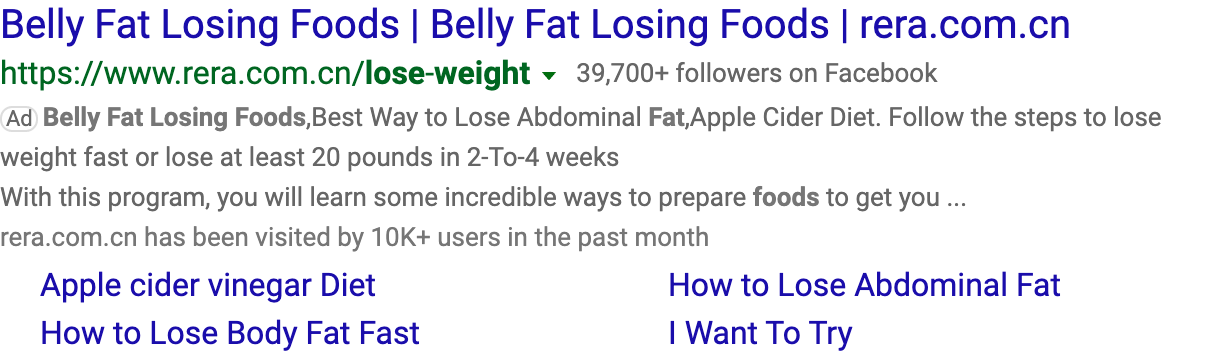 Belly Fat Losing Foods | Belly Fat Losing Foods | rera.com.cn
https://www.rera.com.cn/lose-weight 39,700+ followers on Facebook
Ad Belly Fat Losing Foods,Best Way to Lose Abdominal Fat,Apple Cider Diet. Follow the steps to lose
weight fast or lose at least 20 pounds in 2-To-4 weeks
With this program, you will learn some incredible ways to prepare foods to get you ...
rera.com.cn has been visited by 10K+ users in the past month
Apple cider vinegar Diet How to Lose Abdominal Fat
How to Lose Body Fat Fast I Want To Try